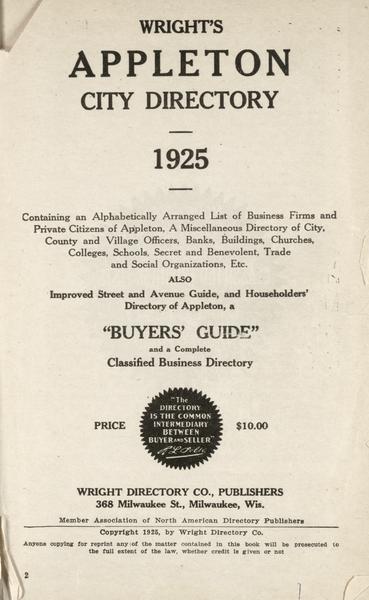 WRIGHT'S
APPLETON
CITY DIRECTORY
1925
Containing an Alphabetically Arranged List of Business Firms and
Private Citizens of Appleton, A Miscellaneous Directory of City,
County and Village Officers, Banks, Buildings, Churches,
Colleges, Schools, Secret and Benevolent, Trade
and Social Organizations, Etc.
ALSO
Improved Street and Avenue Guide, and Householders'
Directory of Appleton, a
"BUYERS' GUIDE"
and a Complete
Classified Business Directory
PRICE
"The
DIRECTORY
IS THE COMMON
INTERMEDIARY
BETWEEN
BUYER AND SELLER"
$10.00
WRIGHT DIRECTORY CO., PUBLISHERS
368 Milwaukee St., Milwaukee, Wis.
Member Association of North American Directory Publishers
Copyright 1925, by Wright Directory Co.
Anyone copying for reprint any of the matter contained in this book will be prosecuted to
the full extent of the law, whether credit is given or not
2